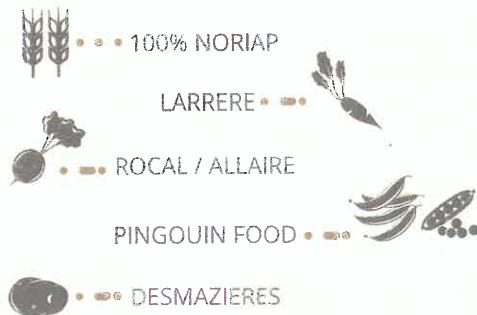 100% NORIAP
LARRERE
ROCAL / ALLAIRE
PINGOUIN FOOD
DESMAZIERES